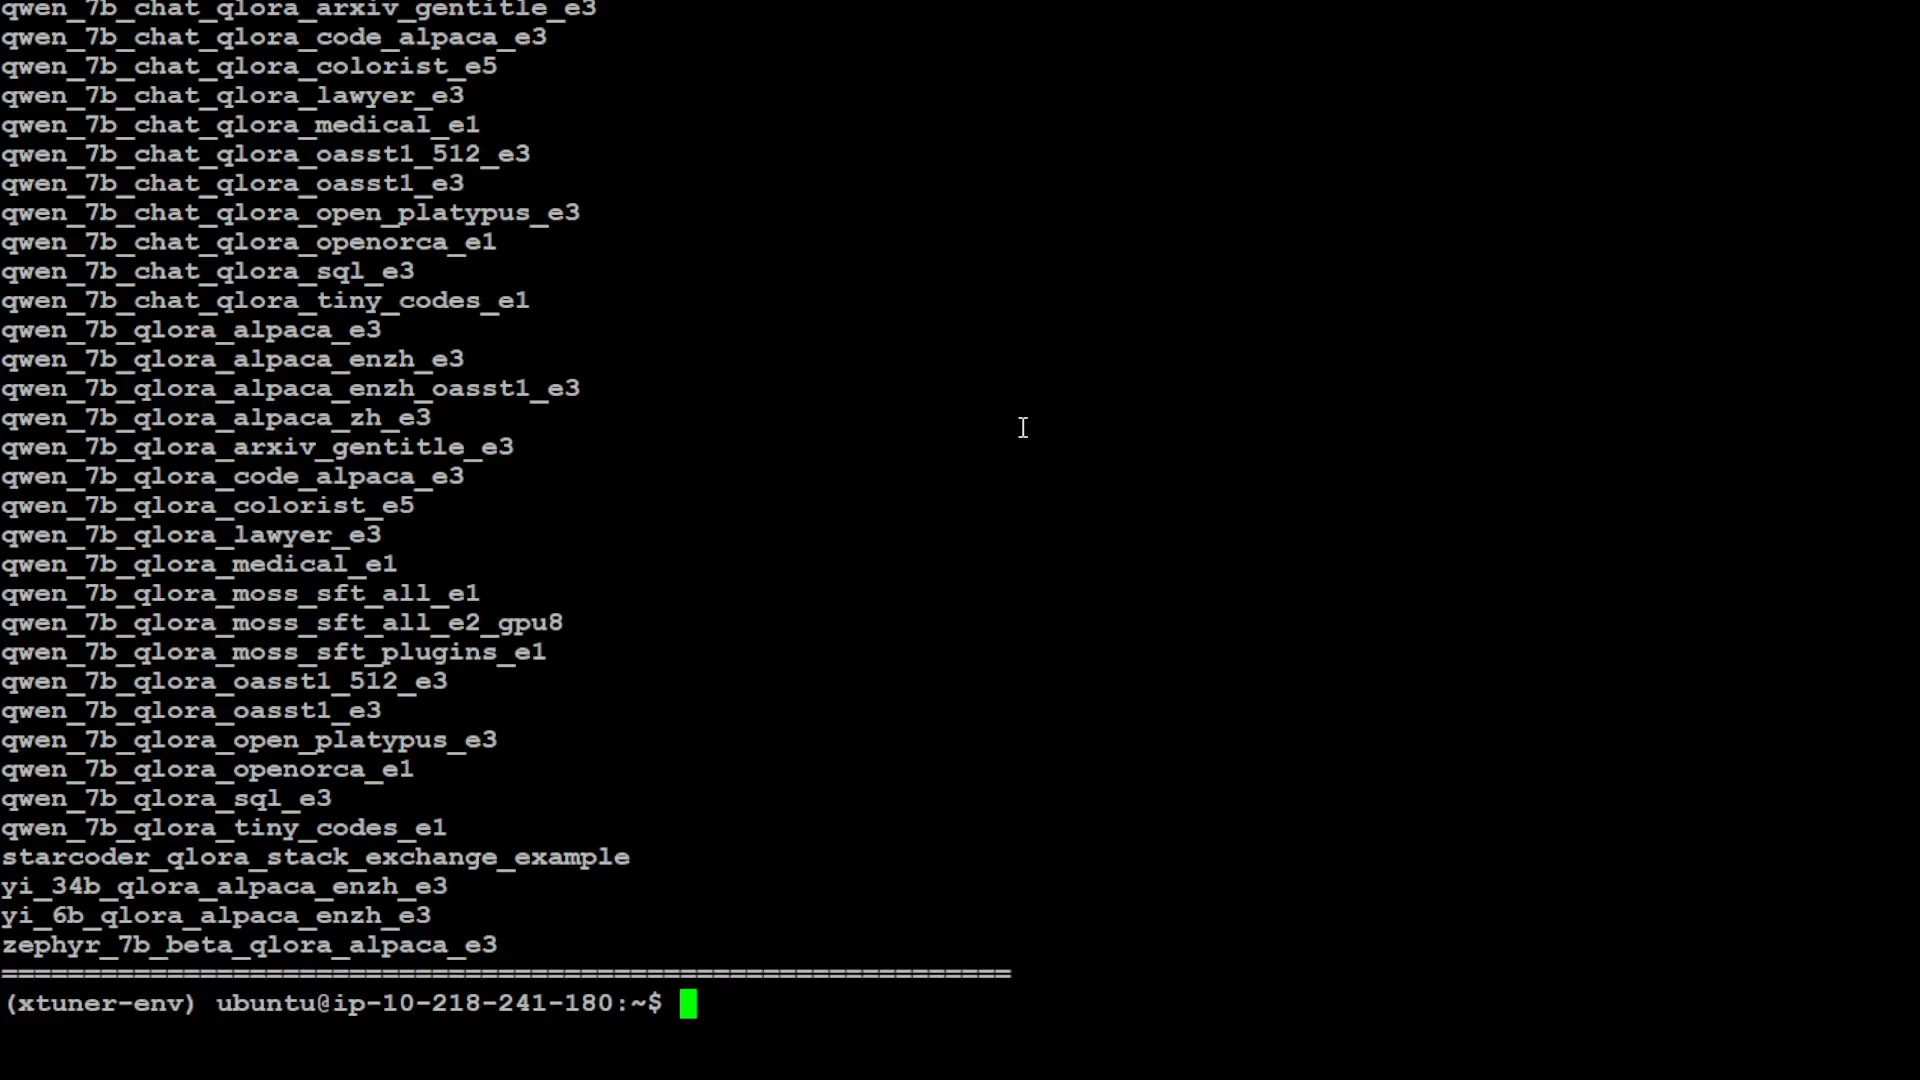 qwen_7b_chat_qlora_arxiv_gentitle_e3
qwen_7b_chat_qlora_code_alpaca_e3
qwen_7b_chat_qlora_colorist_e5
qwen_7b_chat_qlora_lawyer_e3
qwen_7b_chat_qlora_medical_e1
qwen_7b_chat_qlora_oasst1_512_e3
qwen_7b_chat_qlora_oasst1_e3
qwen_7b_chat_qlora_open_platypus_e3
qwen_7b_chat_qlora_openorca_e1
qwen_7b_chat_qlora_sql_e3
qwen_7b_chat_qlora_tiny_codes_e1
qwen_7b_qlora_alpaca_e3
qwen_7b_qlora_alpaca_enzh_e3
qwen_7b_qlora_alpaca_enzh_oasst1_e3
qwen_7b_qlora_alpaca_zh_e3
qwen_7b_qlora_arxiv_gentitle_e3
qwen_7b_qlora_code_alpaca_e3
qwen_7b_qlora_colorist_e5
qwen_7b_qlora_lawyer_e3
qwen_7b_qlora_medical_e1
qwen_7b_qlora_moss_sft_all_e1
qwen_7b_qlora_moss_sft_all_e2_gpu8
qwen_7b_qlora_moss_sft_plugins_e1
qwen_7b_qlora_oasst1_512_e3
qwen_7b_qlora_oasst1_e3
qwen_7b_qlora_open_platypus_e3
qwen_7b_qlora_openorca_e1
qwen_7b_qlora_sql_e3
qwen_7b_qlora_tiny_codes_e1
starcoder_qlora_stack_exchange_example
yi_34b_qlora_alpaca_enzh_e3
yi_6b_qlora_alpaca_enzh_e3
zephyr_7b_beta_qlora_alpaca_e3
=============================================================
(xtuner-env) ubuntu@ip-10-218-241-180:~$